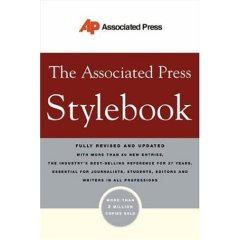 AP Associated Press
The Associated Press
Stylebook
FULLY REVISED AND UPDATED
WITH MORE THAN 60 NEW ENTRIES,
THE INDUSTRY'S BEST-SELLING REFERENCE FOR 27 YEARS,
ESSENTIAL FOR JOURNALISTS, STUDENTS, EDITORS AND
WRITERS IN ALL PROFESSIONS
MORE THAN
2 MILLION
COPIES SOLD